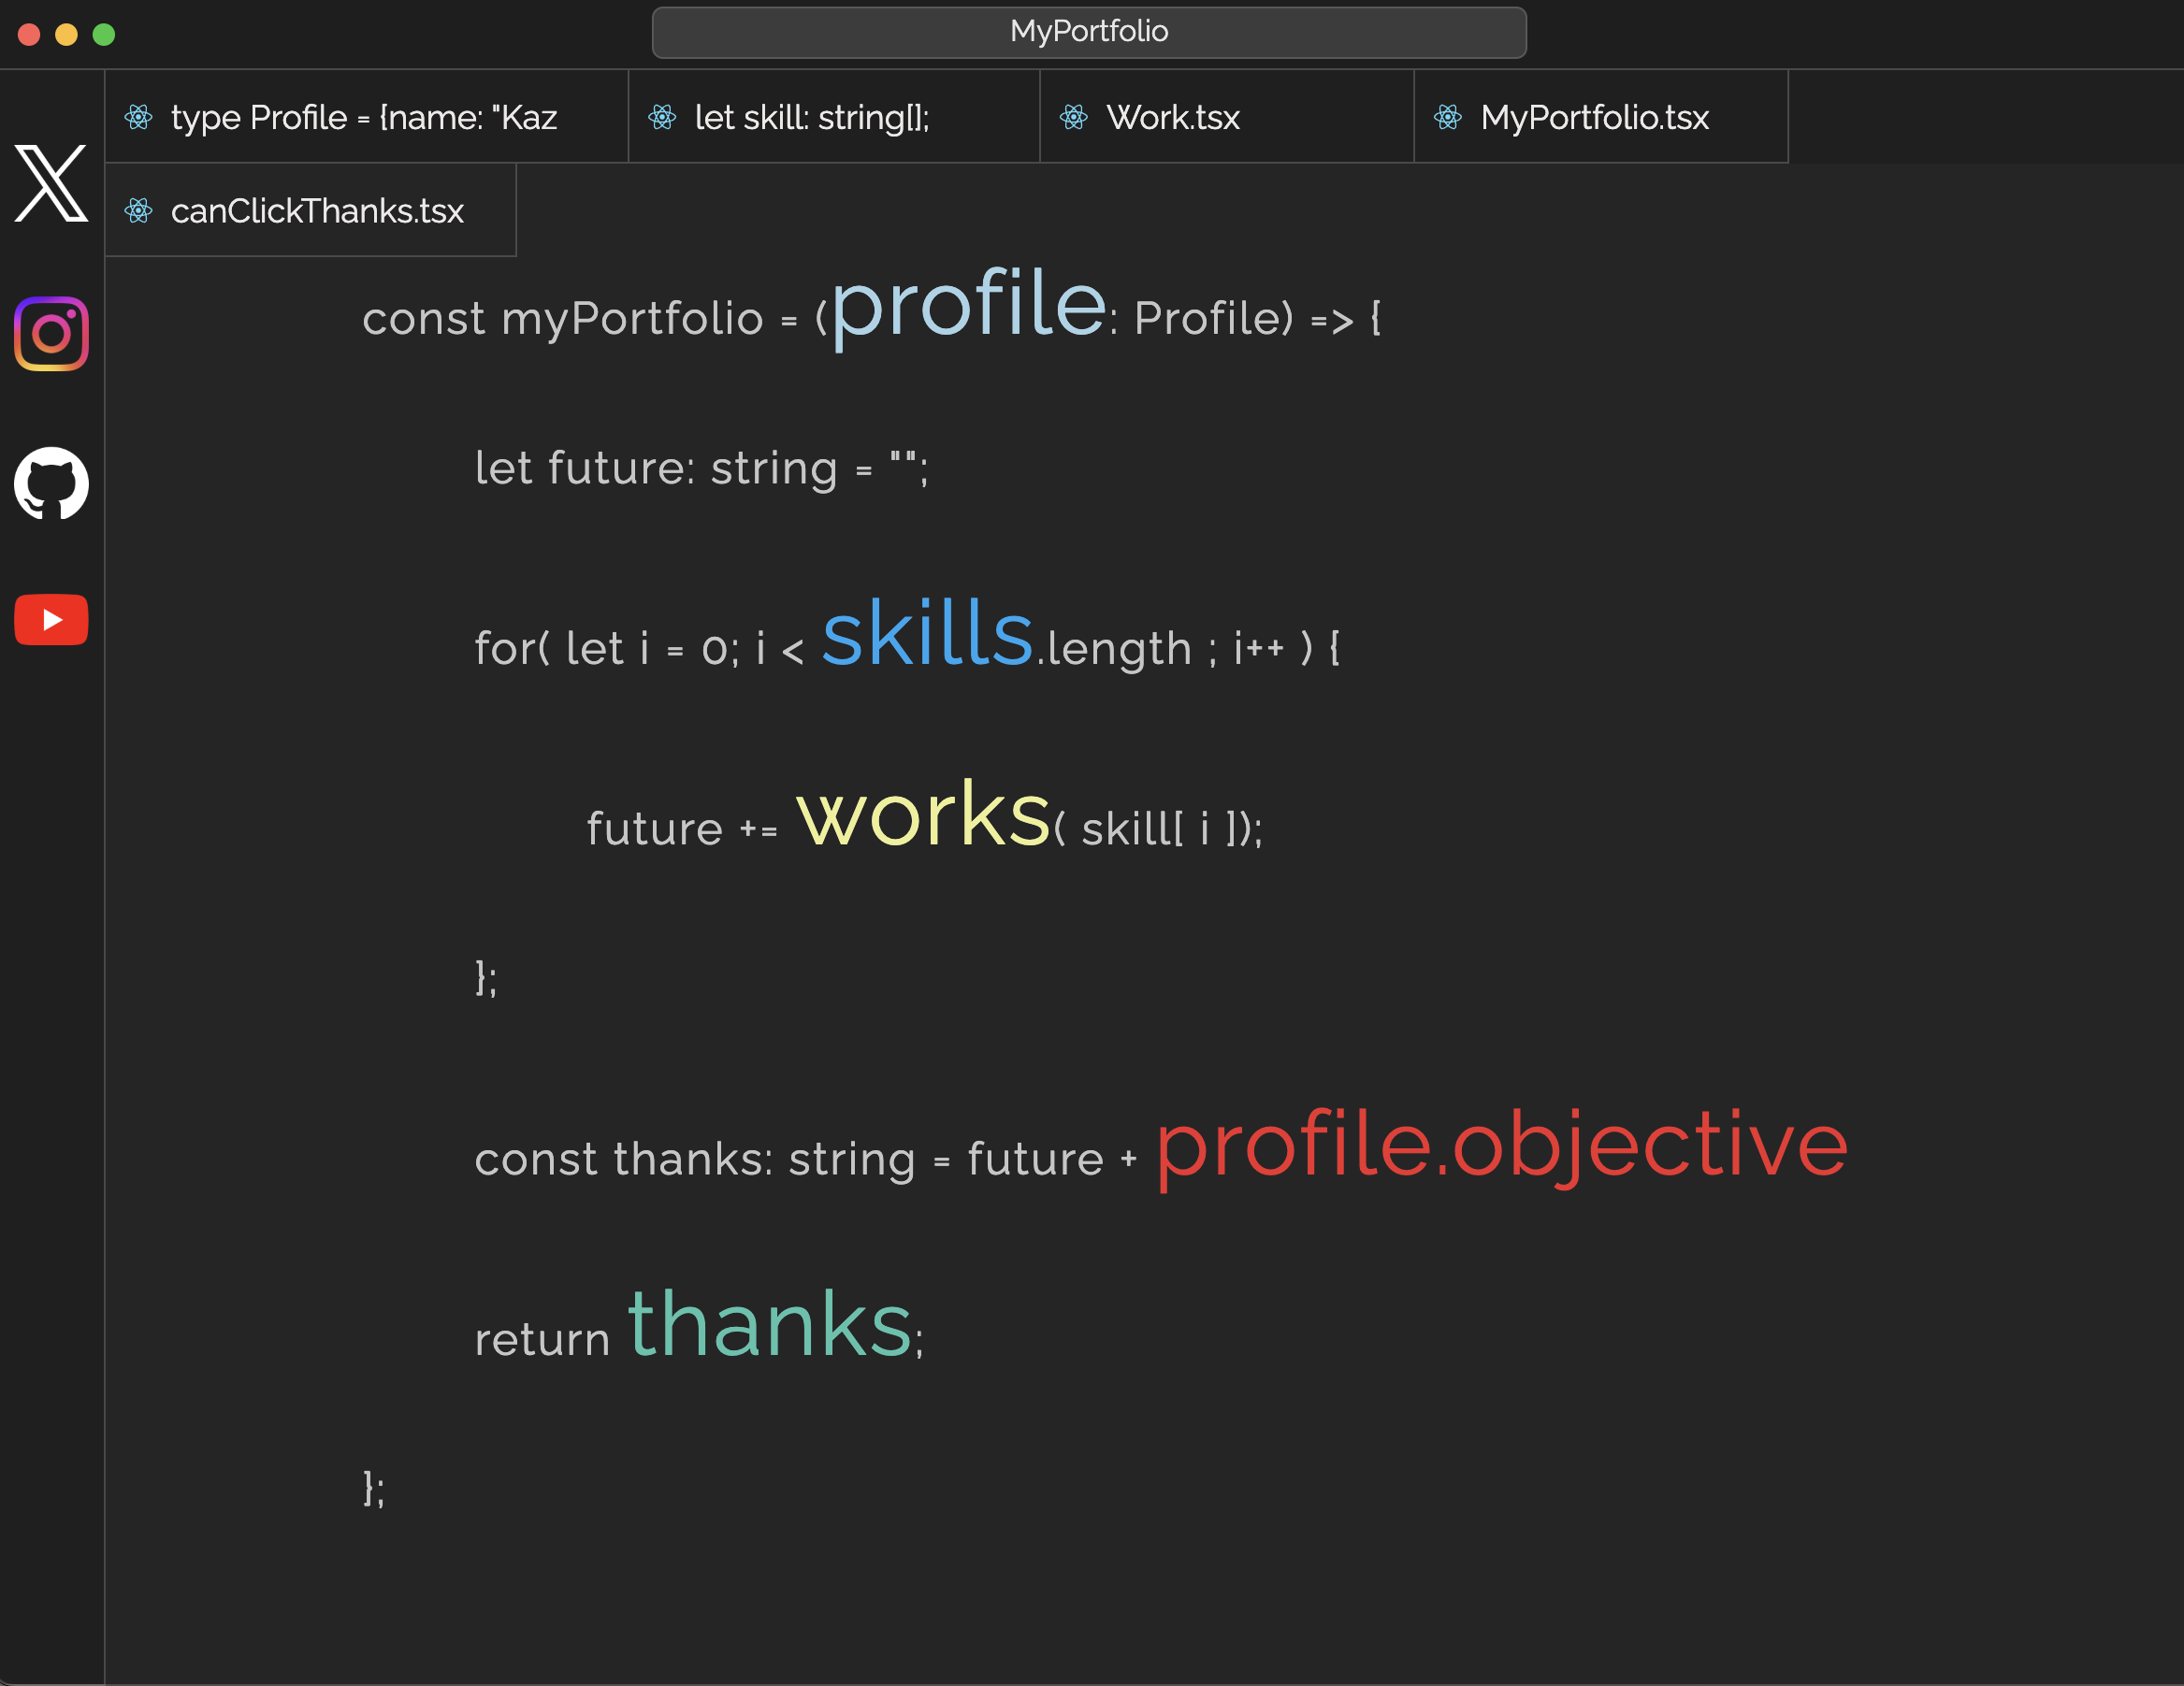 MyPortfolio
type Profile = {name: "Kaz
let skill: string[];
Work.tsx
MyPortfolio.tsx
canClickThanks.tsx
const myPortfolio = (profile: Profile) => {
let future: string = "";
for( let i = 0; i < skills.length ; i++ ) {
future += works( skill[ i ]);
};
const thanks: string = future + profile.objective
return thanks;
};